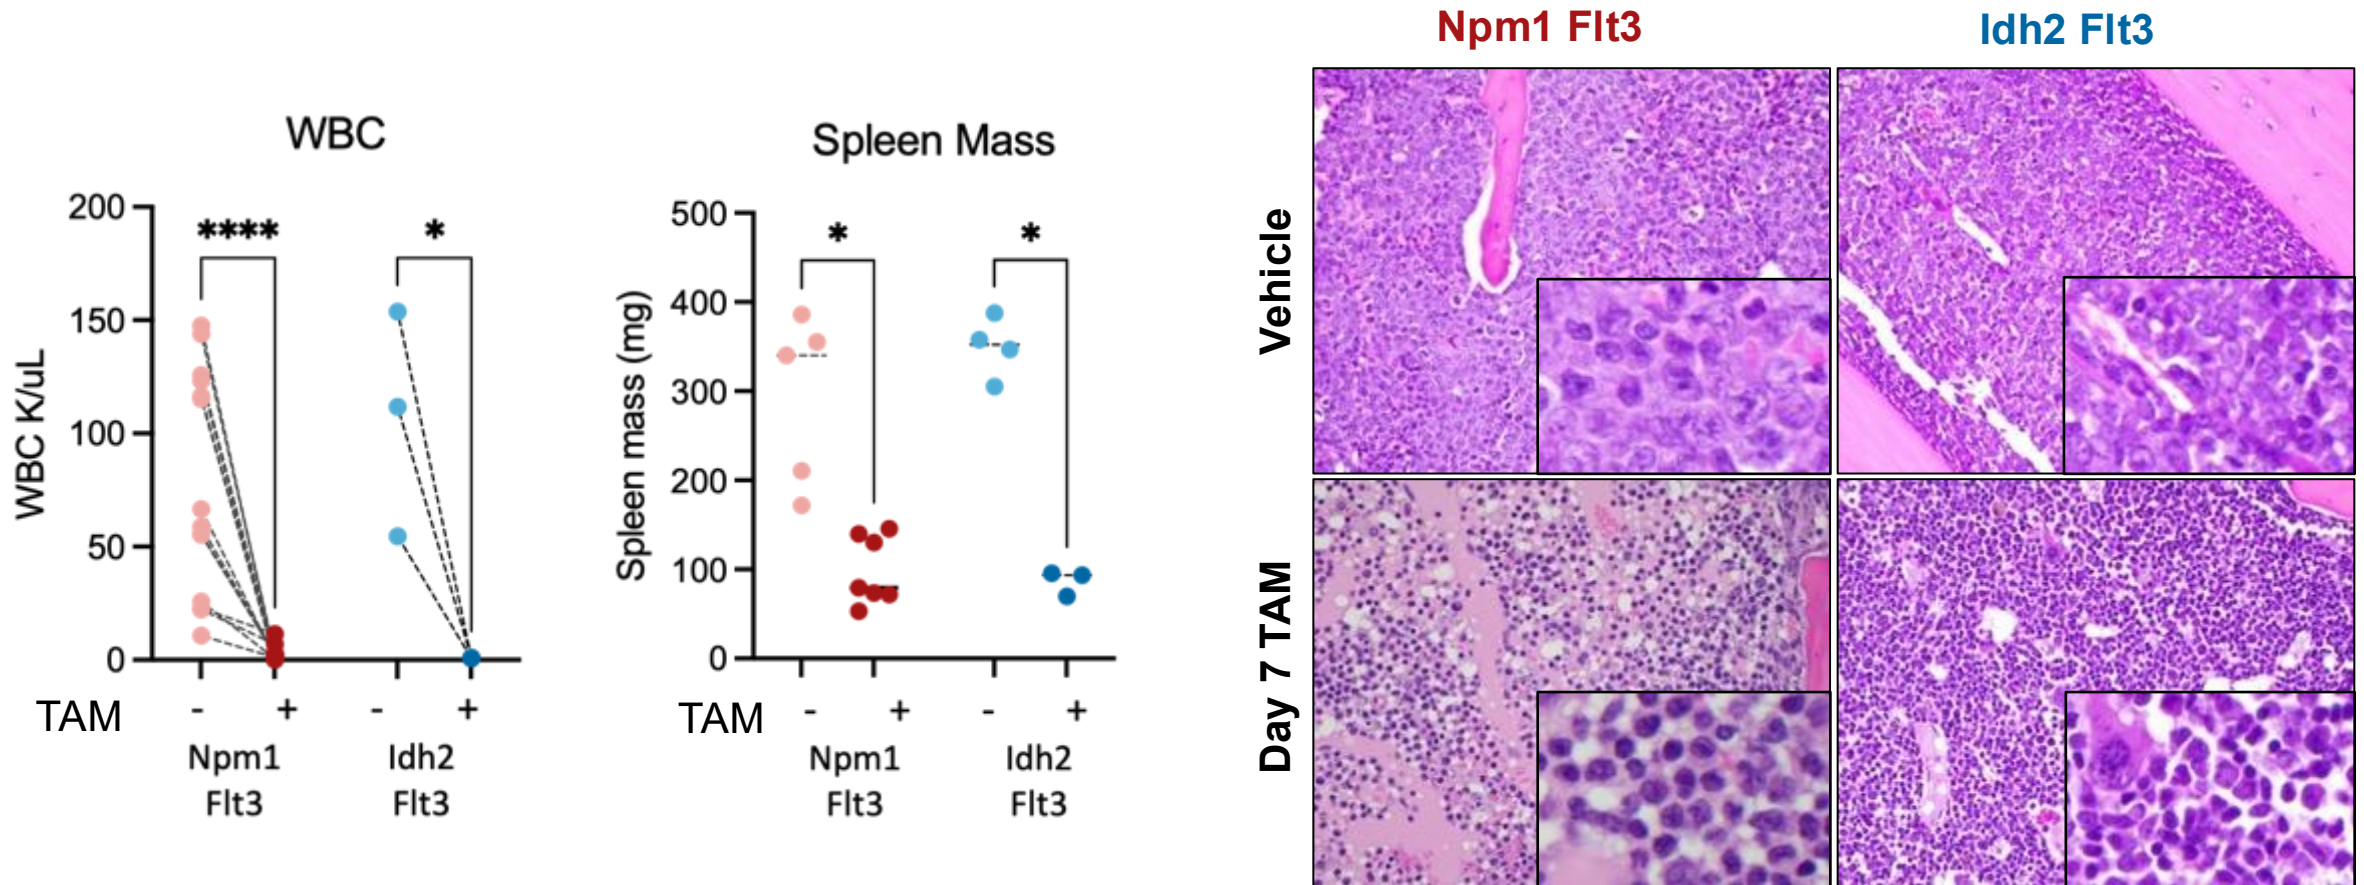 WBC
WBC K/uL
200
150
100
50
0
****
*
TAM - + - +
Npm1 Idh2
Flt3 Flt3
Spleen Mass
Spleen mass (mg)
500
400
300
200
100
0
*
*
TAM - + - +
Npm1 Idh2
Flt3 Flt3
Npm1 Flt3 Idh2 Flt3
Vehicle
Day 7 TAM